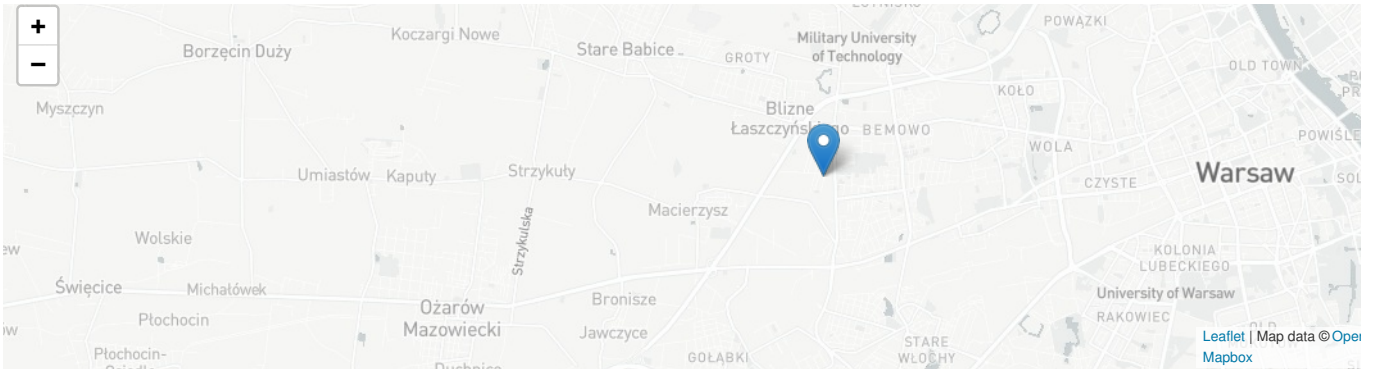 +
−
Borzęcin Duży
Koczargi Nowe
Stare Babice
GROTY
Military University
of Technology
POWĄZKI
OLD TOWN
Myszczyn
Blizne
Łaszczyńskiego
BEMOWO
KOŁO
WOLA
POWIŚLE
Umiastów
Kaputy
Strzykuły
CZYSTE
Warsaw
Macierzysz
Strzykulska
Wolskie
KOLONIA
LUBECKIEGO
Święcice
Michałówek
Ożarów
Mazowiecki
Bronisze
University of Warsaw
Płochocin
Jawczyce
RAKOWIEC
STARE
WŁOCHY
GOŁĄBKI
Płochocin-
Leaflet | Map data © Oper
Mapbox